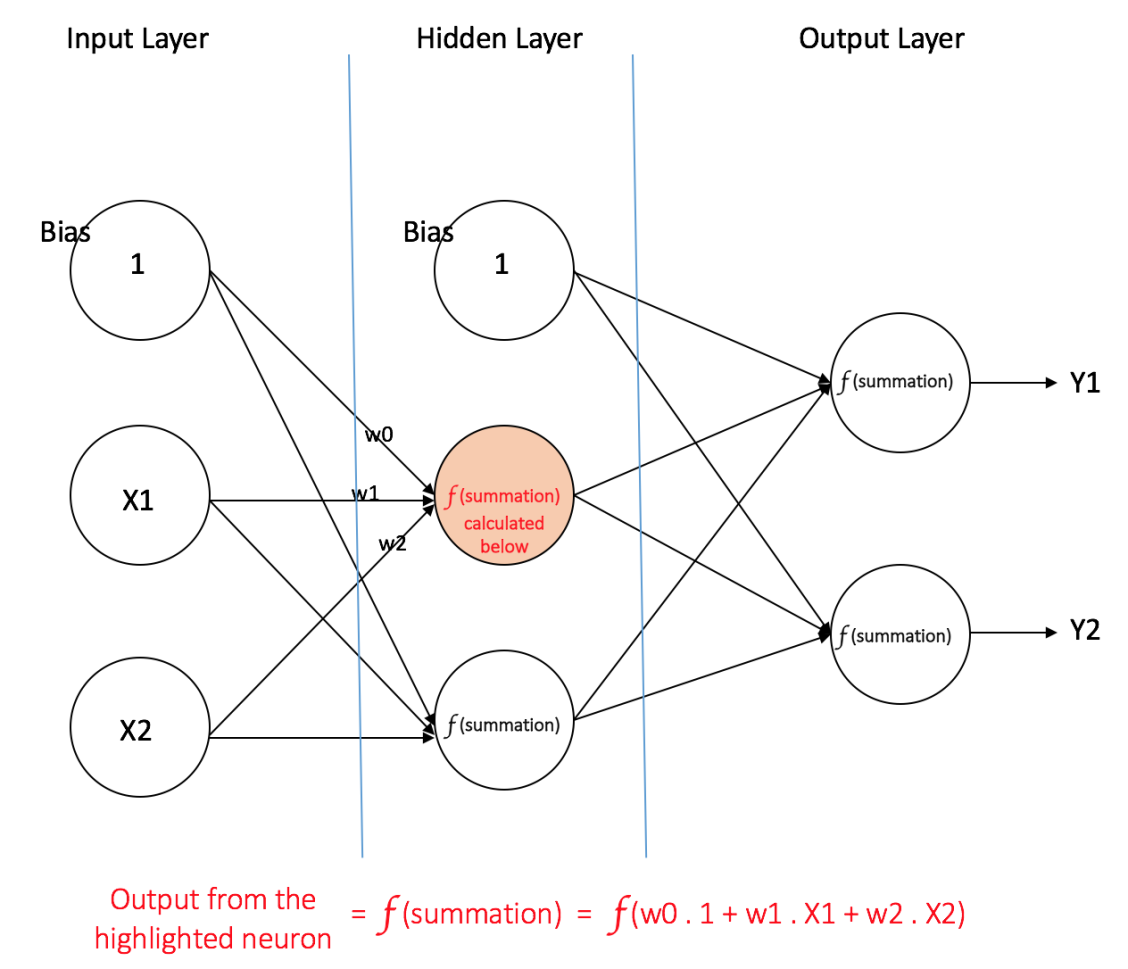 Input Layer
Hidden Layer
Output Layer
Bias
1
Bias
1
f(summation)
Y1
w0
X1
w1
f(summation)
calculated
below
w2
f(summation)
Y2
X2
f(summation)
Output from the
highlighted neuron
= f(summation) = f(w0 . 1 + w1 . X1 + w2 . X2)